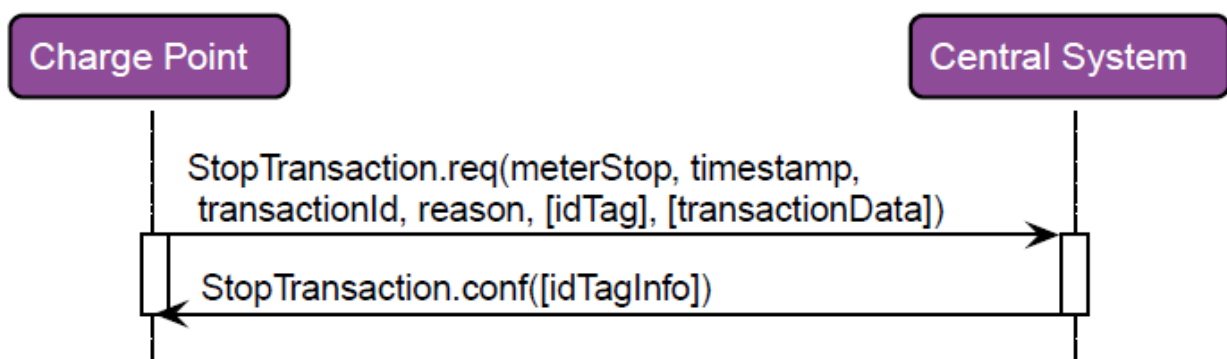 Charge Point
Central System
StopTransaction.req(meterStop, timestamp,
transactionId, reason, [idTag], [transactionData])
StopTransaction.conf([idTagInfo])